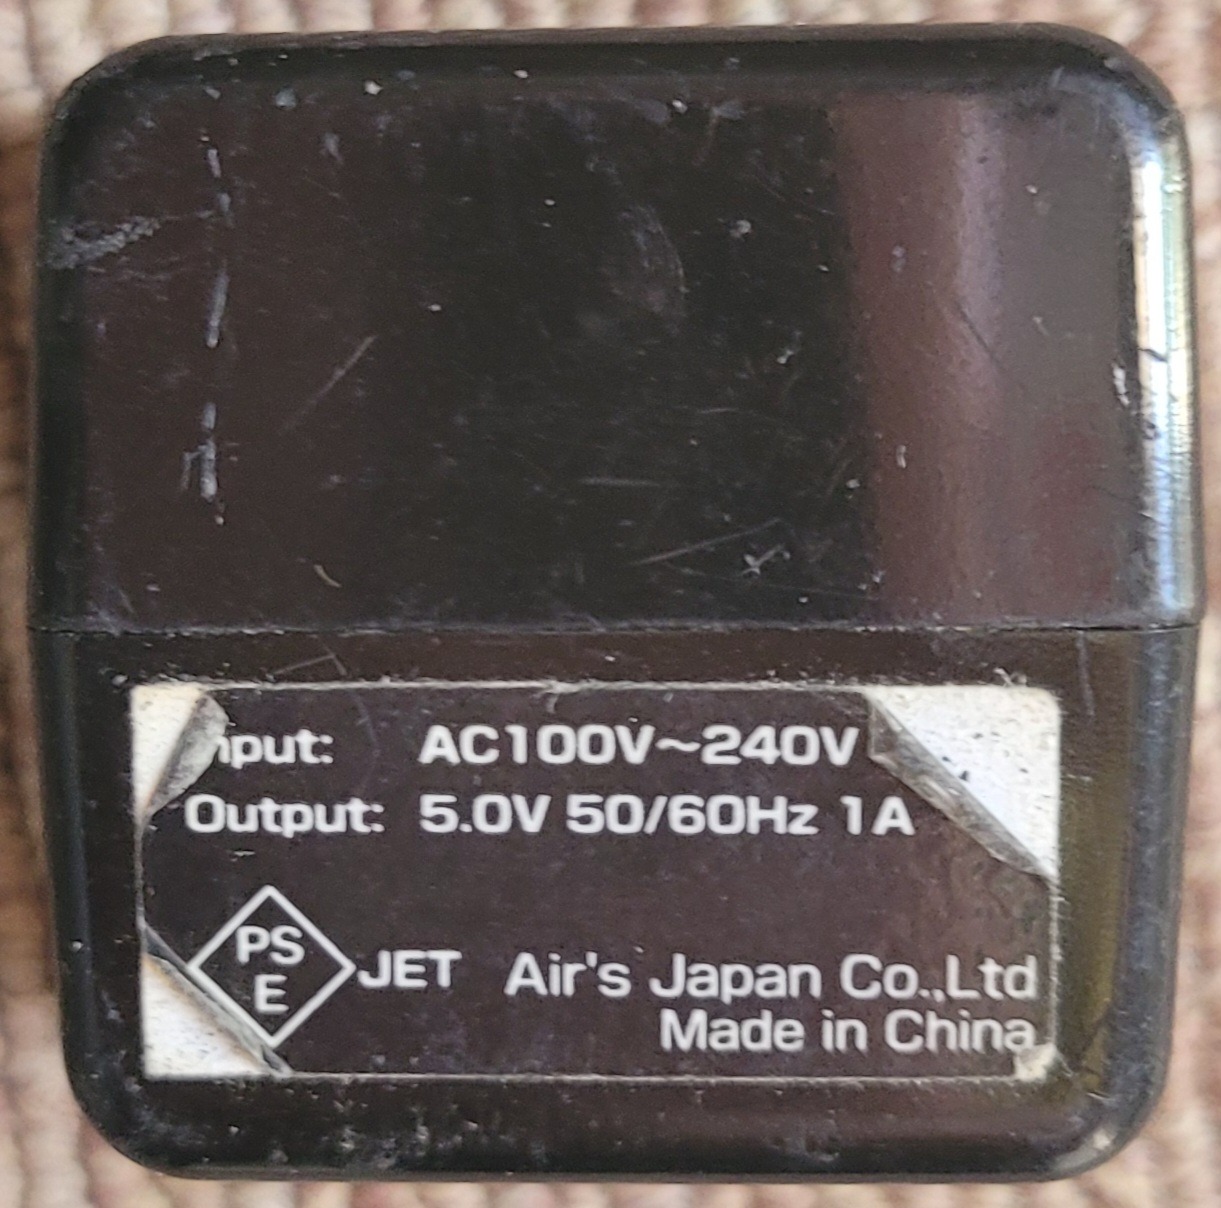 nput: AC100V~240V
Output: 5.0V 50/60Hz 1A
PS
E
JET Air's Japan Co.,Ltd
Made in China